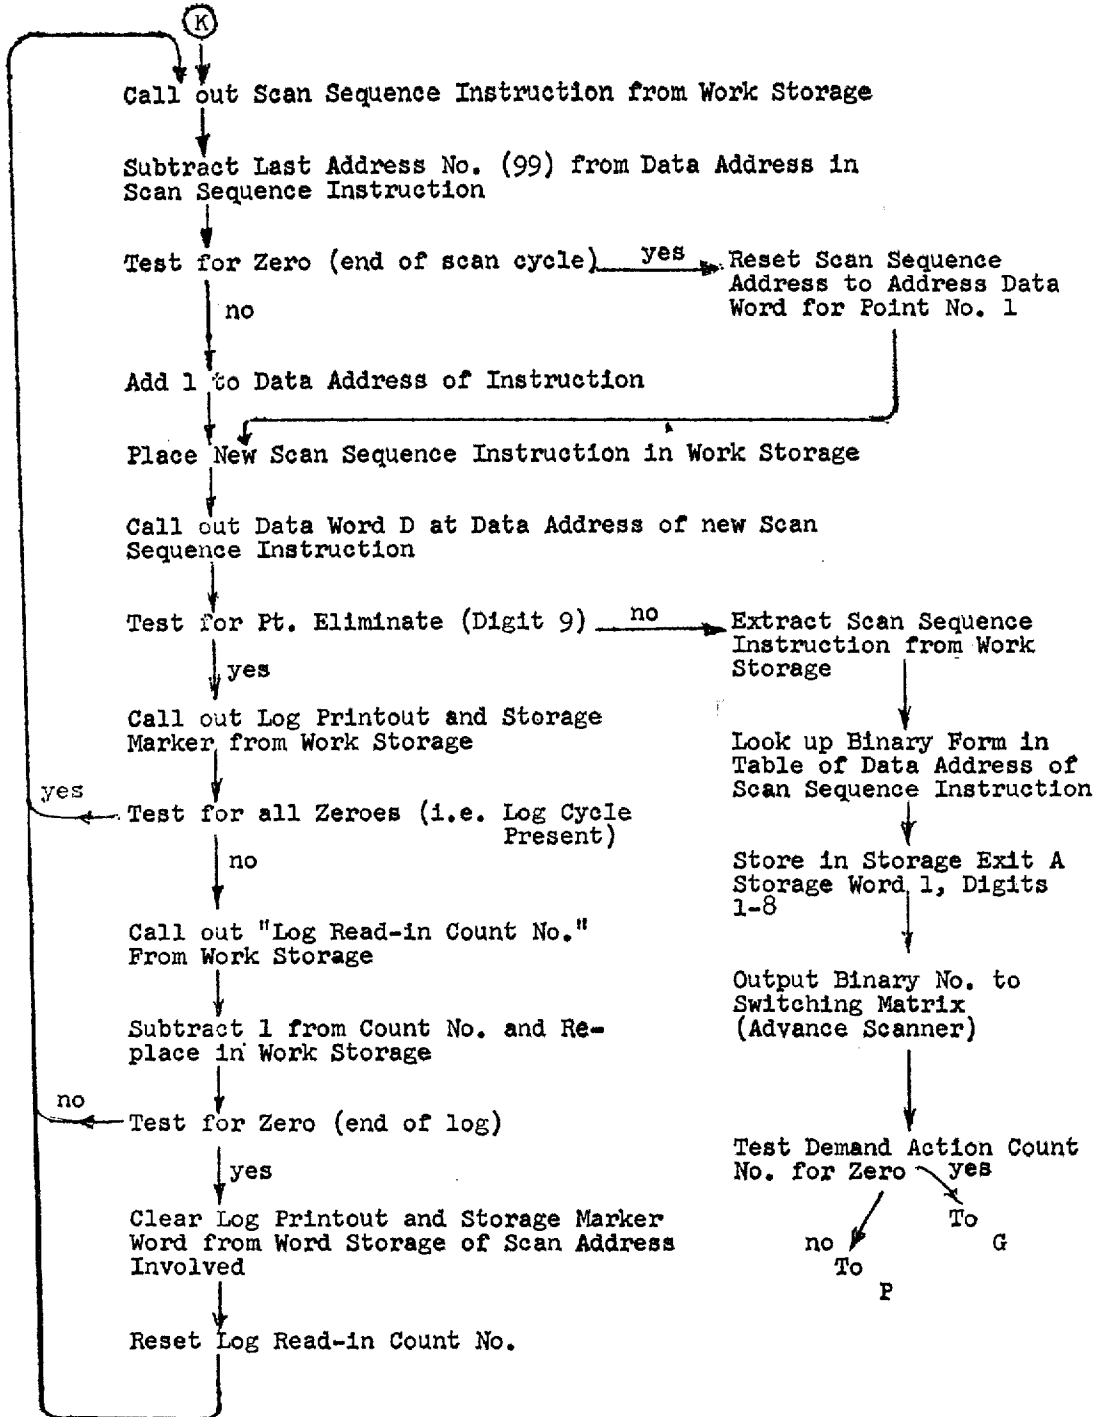 K
Call out Scan Sequence Instruction from Work Storage
Subtract Last Address No. (99) from Data Address in
Scan Sequence Instruction
Test for Zero (end of scan cycle)
yes
Reset Scan Sequence
Address to Address Data
Word for Point No. 1
no
Add 1 to Data Address of Instruction
Place New Scan Sequence Instruction in Work Storage
Call out Data Word D at Data Address of new Scan
Sequence Instruction
Test for Pt. Eliminate (Digit 9)
no
yes
Call out Log Printout and Storage
Marker from Work Storage
yes
Test for all Zeroes (i.e. Log Cycle
Present)
no
Call out "Log Read-in Count No."
From Work Storage
Subtract 1 from Count No. and Re-
place in Work Storage
no
Test for Zero (end of log)
yes
Clear Log Printout and Storage Marker
Word from Word Storage of Scan Address
Involved
Reset Log Read-in Count No.
Extract Scan Sequence
Instruction from Work
Storage
Look up Binary Form in
Table of Data Address of
Scan Sequence Instruction
Store in Storage Exit A
Storage Word 1, Digits
1-8
Output Binary No. to
Switching Matrix
(Advance Scanner)
Test Demand Action Count
No. for Zero
yes
To
G
no
To
P